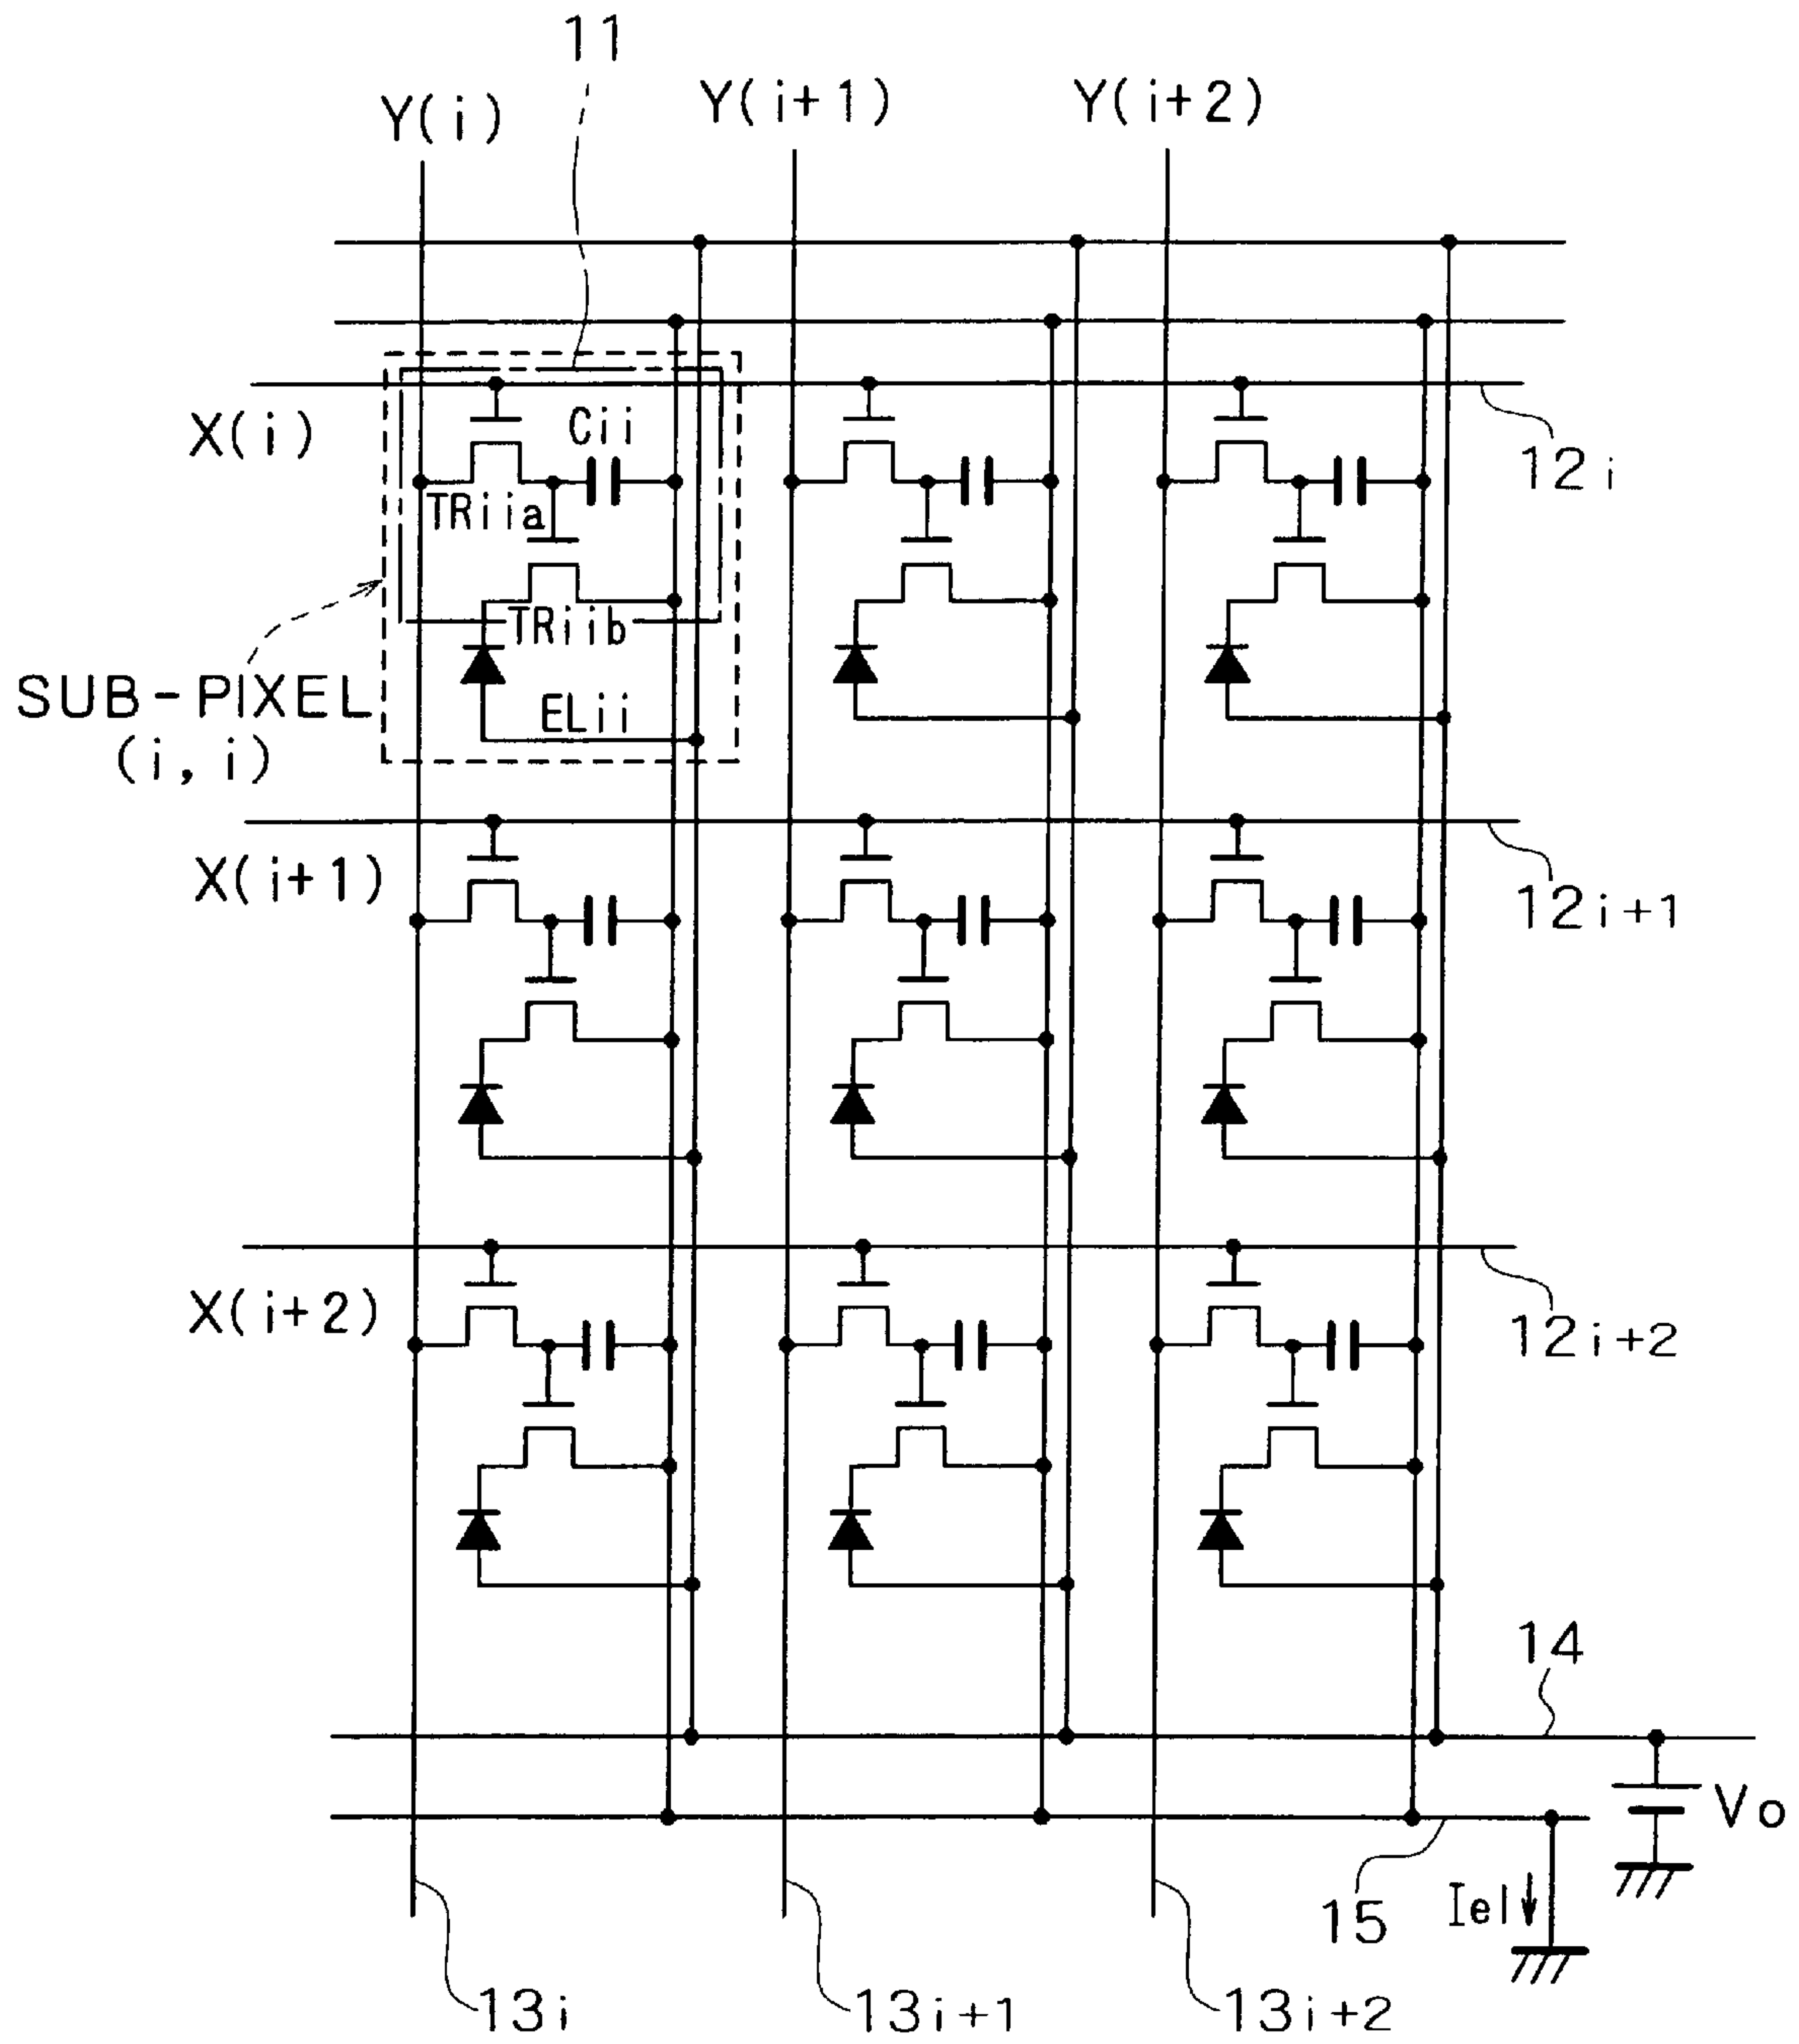 11
Y(i)
Y(i+1)
Y(i+2)
X(i)
Cii
12i
TRiia
TRiib
SUB-PIXEL
(i,i)
ELii
X(i+1)
12i+1
X(i+2)
12i+2
14
Vo
15
Iel
13i
13i+1
13i+2